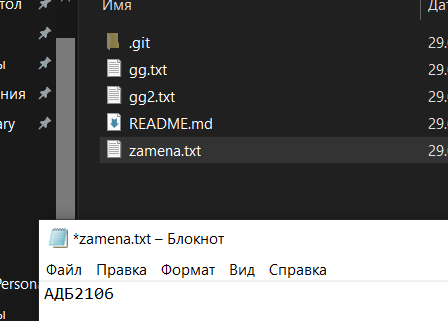 Имя
.git
gg.txt
gg2.txt
README.md
zamena.txt
*zamena.txt – Блокнот
Файл Правка Формат Вид Справка
АДБ2106